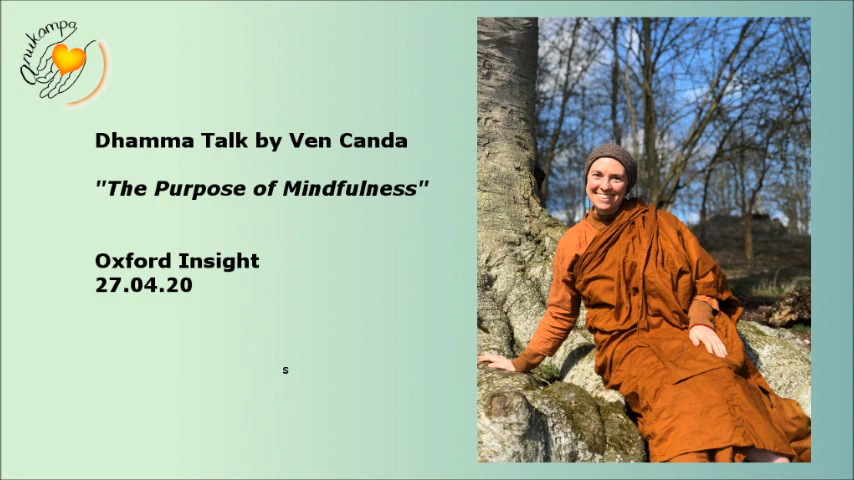 Anukampa
Dhamma Talk by Ven Canda
"The Purpose of Mindfulness"
Oxford Insight
27.04.20
s